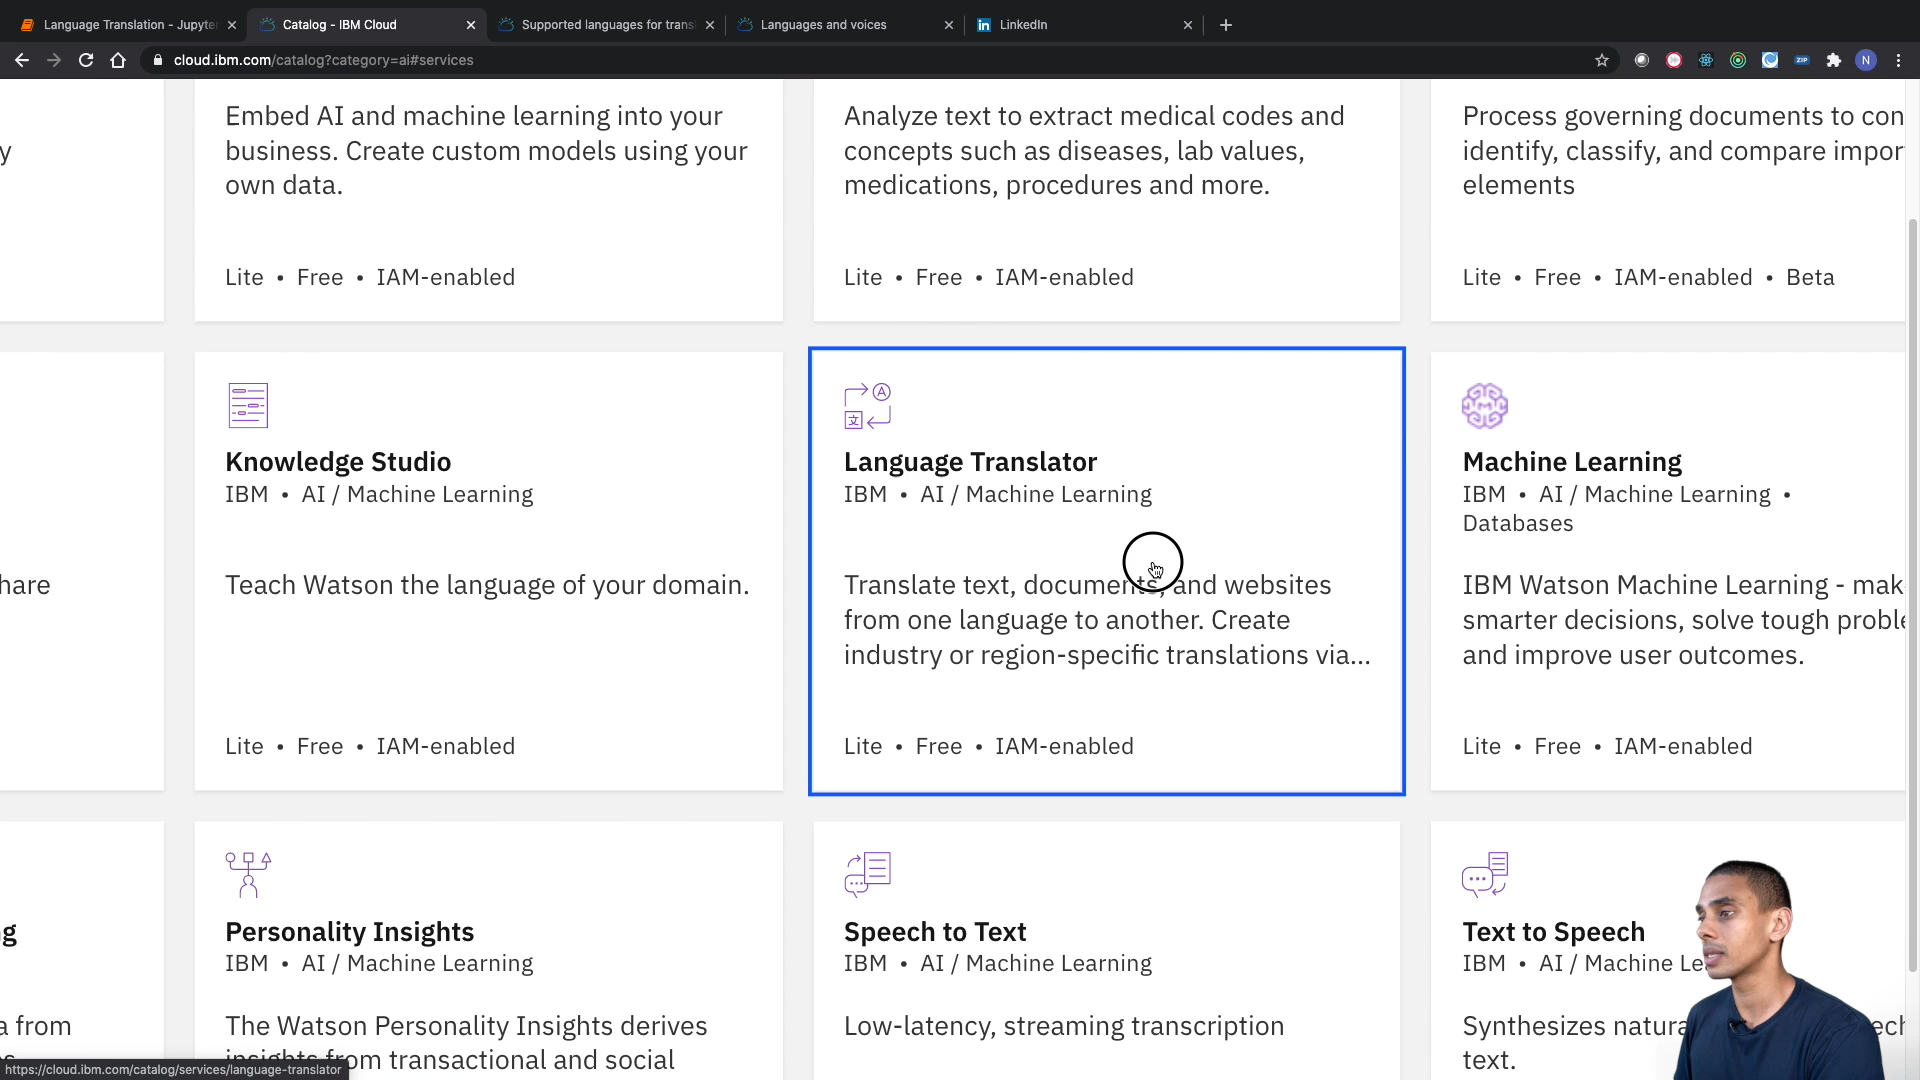 Language Translation - Jupyte
Catalog - IBM Cloud
Supported languages for trans
Languages and voices
LinkedIn
cloud.ibm.com/catalog?category=ai#services
ZIP
N
y
Embed AI and machine learning into your
business. Create custom models using your
own data.
Lite • Free • IAM-enabled
Analyze text to extract medical codes and
concepts such as diseases, lab values,
medications, procedures and more.
Lite • Free • IAM-enabled
Process governing documents to con
identify, classify, and compare impor
elements
Lite • Free • IAM-enabled • Beta
hare
Knowledge Studio
IBM • AI / Machine Learning
Teach Watson the language of your domain.
Lite • Free • IAM-enabled
A
文
Language Translator
IBM • AI / Machine Learning
Translate text, documents, and websites
from one language to another. Create
industry or region-specific translations via...
Lite • Free • IAM-enabled
Machine Learning
IBM • AI / Machine Learning •
Databases
IBM Watson Machine Learning - mak
smarter decisions, solve tough proble
and improve user outcomes.
Lite • Free • IAM-enabled
g
a from
Personality Insights
IBM • AI / Machine Learning
The Watson Personality Insights derives
insights from transactional and social
Speech to Text
IBM • AI / Machine Learning
Low-latency, streaming transcription
Text to Speech
IBM • AI / Machine Le
Synthesizes natura
ech
text.
https://cloud.ibm.com/catalog/services/language-translator